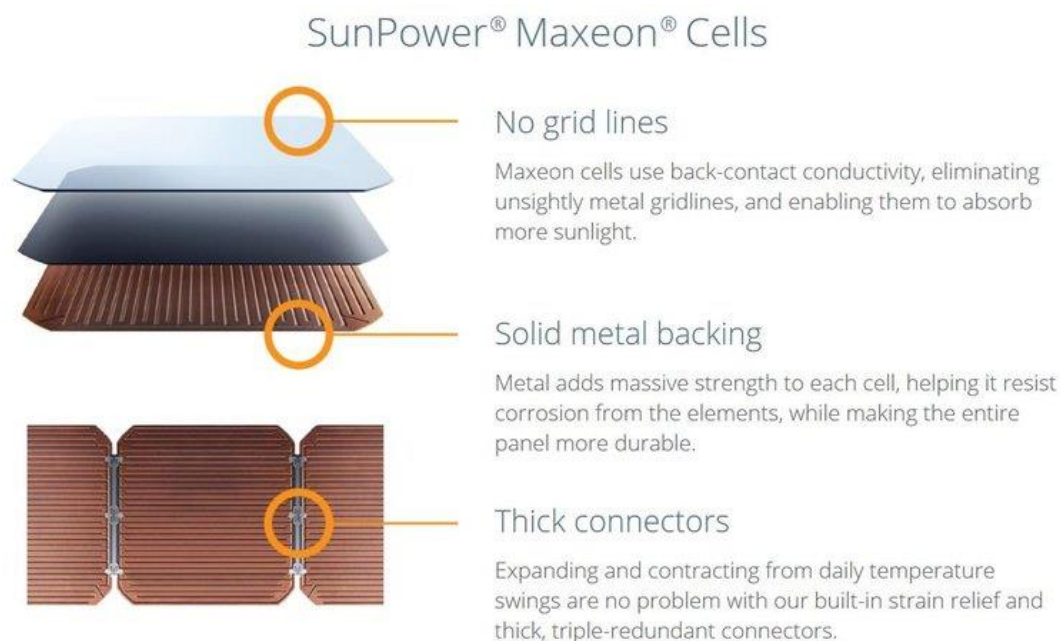 SunPower® Maxeon® Cells
No grid lines
Maxeon cells use back-contact conductivity, eliminating
unsightly metal gridlines, and enabling them to absorb
more sunlight.
Solid metal backing
Metal adds massive strength to each cell, helping it resist
corrosion from the elements, while making the entire
panel more durable.
Thick connectors
Expanding and contracting from daily temperature
swings are no problem with our built-in strain relief and
thick, triple-redundant connectors.